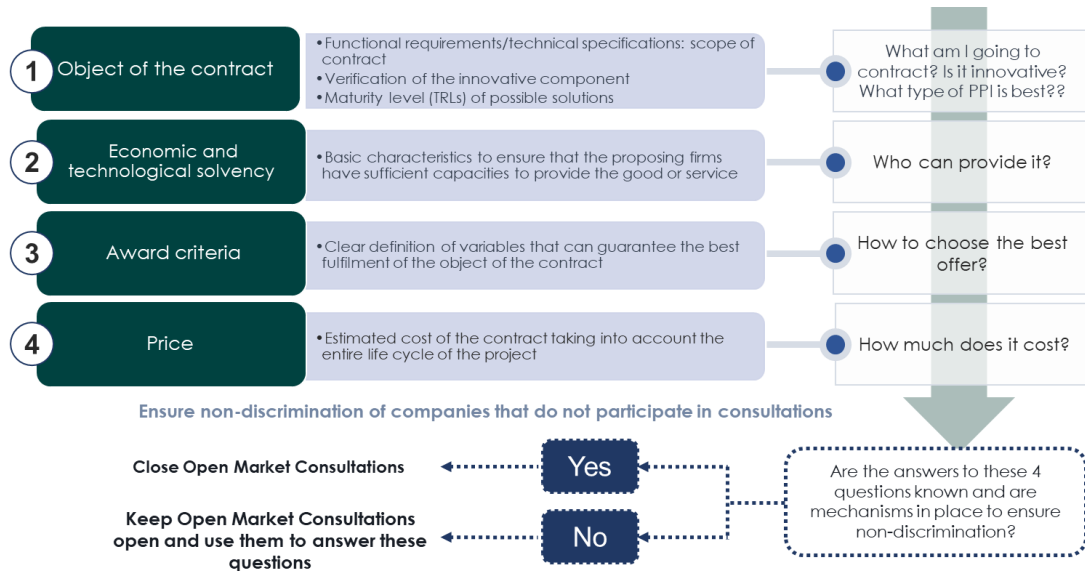 1
Object of the contract
• Functional requirements/technical specifications: scope of
contract
• Verification of the innovative component
• Maturity level (TRLs) of possible solutions
What am I going to
contract? Is it innovative?
What type of PPI is best??
2
Economic and
technological solvency
• Basic characteristics to ensure that the proposing firms
have sufficient capacities to provide the good or service
Who can provide it?
3
Award criteria
• Clear definition of variables that can guarantee the best
fulfilment of the object of the contract
How to choose the best
offer?
4
Price
• Estimated cost of the contract taking into account the
entire life cycle of the project
How much does it cost?
Ensure non-discrimination of companies that do not participate in consultations
Are the answers to these 4
questions known and are
mechanisms in place to ensure
non-discrimination?
Yes
Close Open Market Consultations
No
Keep Open Market Consultations
open and use them to answer these
questions